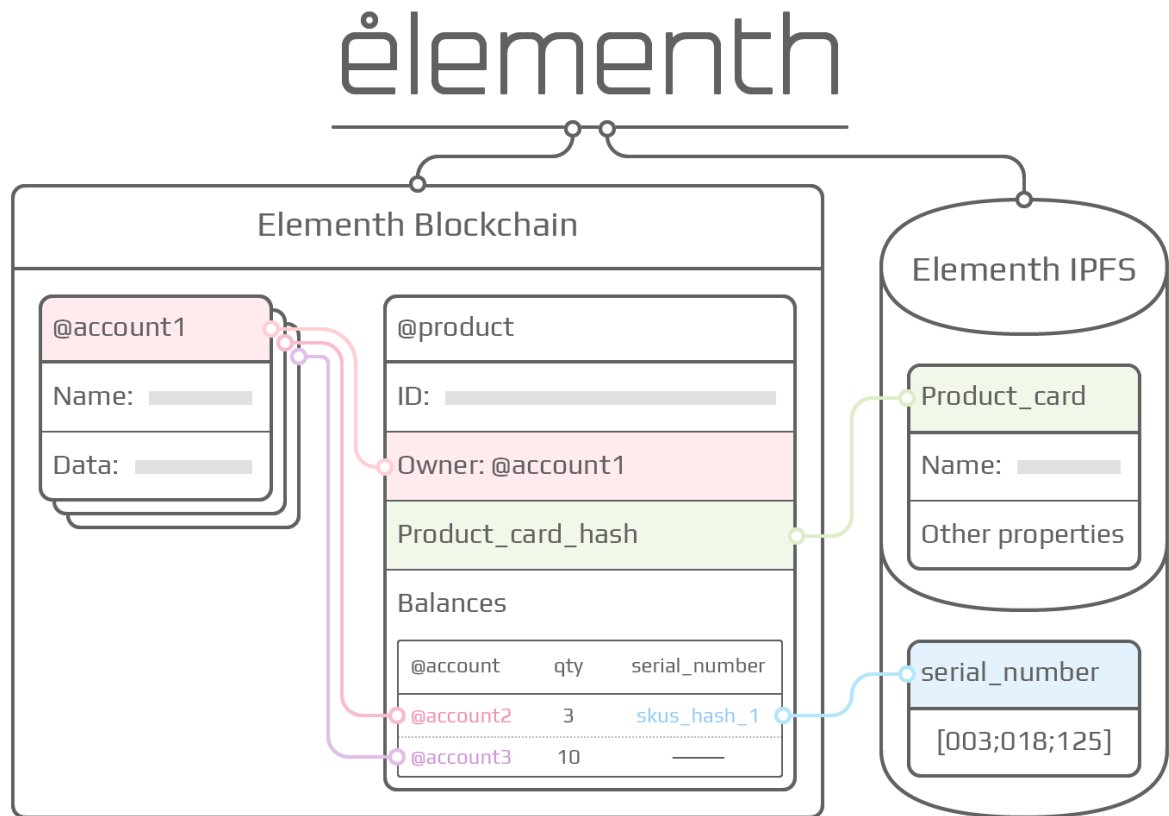 elementh
Elementh Blockchain
Elementh IPFS
@account1
Name:
Data:
@product
ID:
Owner: @account1
Product_card_hash
Balances
@account qty serial_number
@account2 3 skus_hash_1
@account3 10 ——
Product_card
Name:
Other properties
serial_number
[003;018;125]